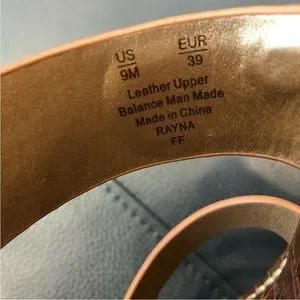 US EUR
9M 39
Leather Upper
Balance Man Made
Made in China
RAYNA
FF